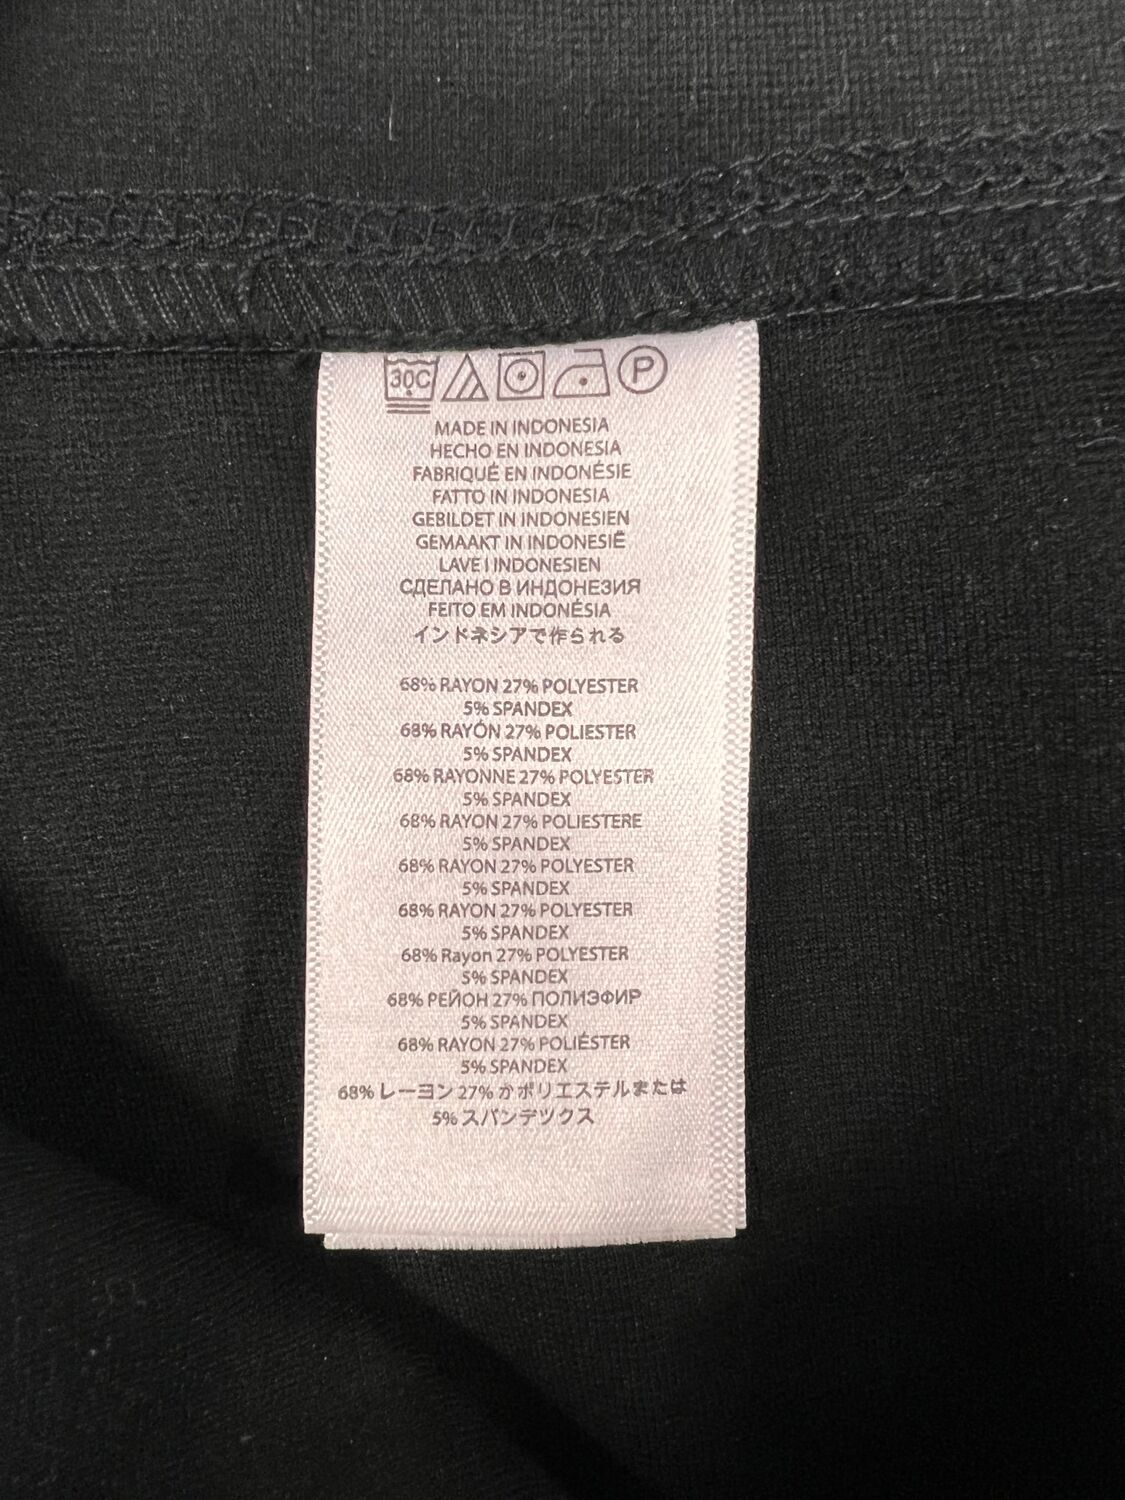 30C P
MADE IN INDONESIA
HECHO EN INDONESIA
FABRIQUÉ EN INDONÉSIE
FATTO IN INDONESIA
GEBILDET IN INDONESIEN
GEMAAKT IN INDONESIË
LAVE I INDONESIEN
СДЕЛАНО В ИНДОНЕЗИЯ
FEITO EM INDONÉSIA
インドネシアで作られる
68% RAYON 27% POLYESTER
5% SPANDEX
68% RAYÓN 27% POLIESTER
5% SPANDEX
68% RAYONNE 27% POLYESTER
5% SPANDEX
68% RAYON 27% POLIESTERE
5% SPANDEX
68% RAYON 27% POLYESTER
5% SPANDEX
68% RAYON 27% POLYESTER
5% SPANDEX
68% Rayon 27% POLYESTER
5% SPANDEX
68% РЕЙОН 27% ПОЛИЭФИР
5% SPANDEX
68% RAYON 27% POLIÉSTER
5% SPANDEX
68% レーヨン 27% かポリエステルまたは
5% スパンデツクス